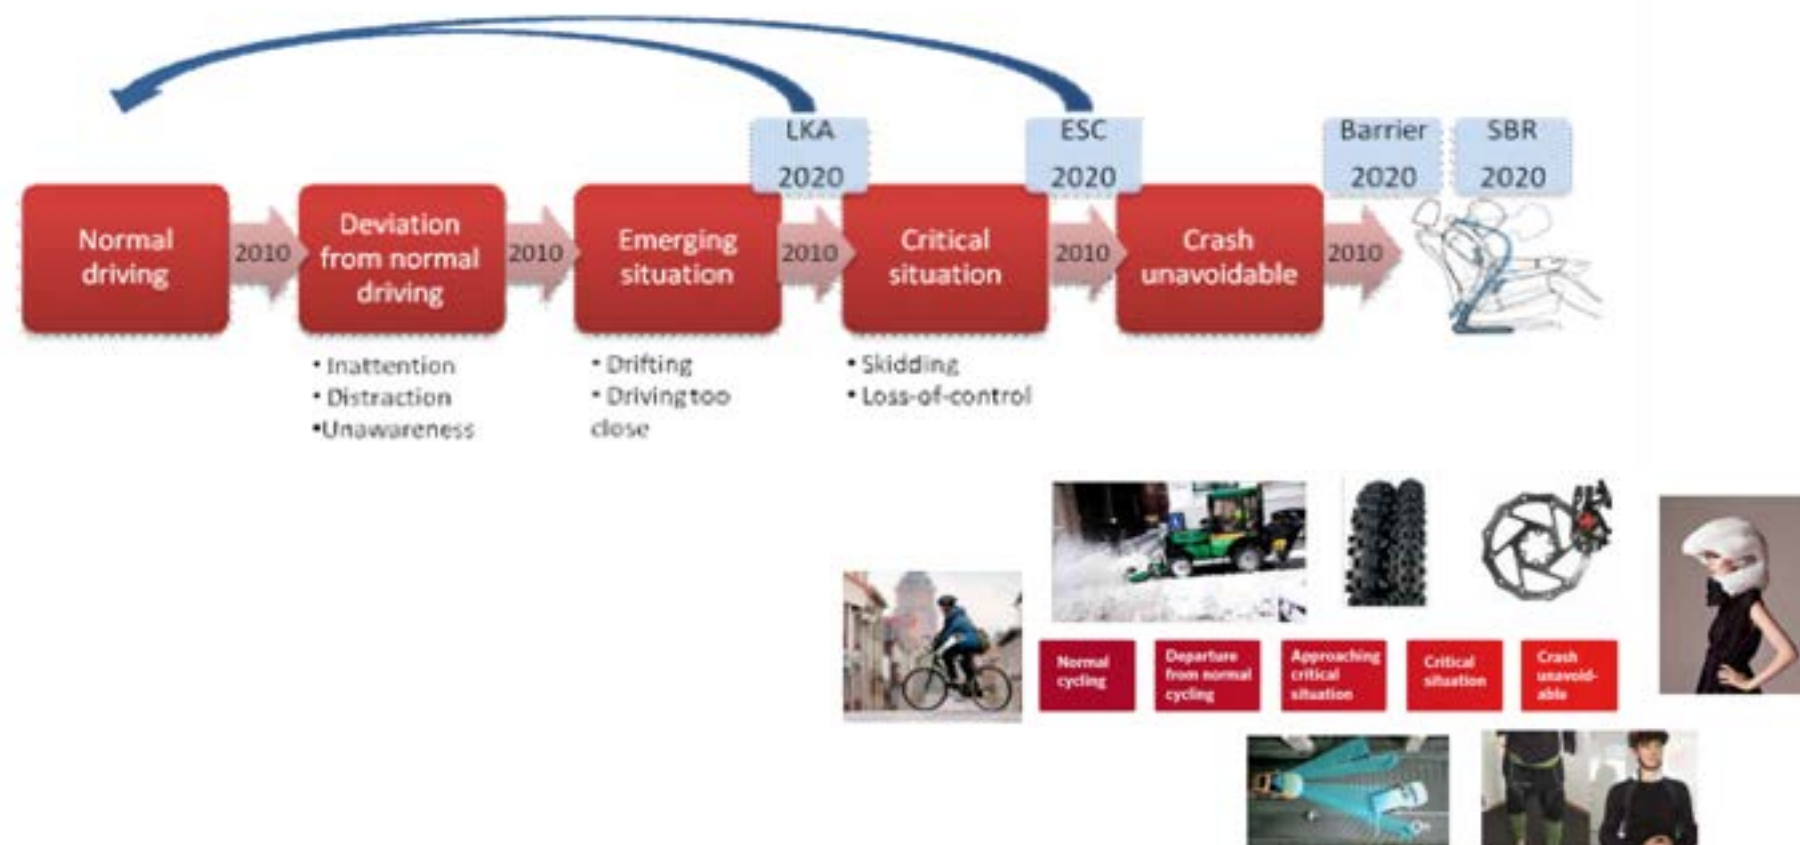 LKA
2020
ESC
2020
Barrier
2020
SBR
2020
Normal
driving
2010
Deviation
from normal
driving
2010
Emerging
situation
2010
Critical
situation
2010
Crash
unavoidable
2010
• Inattention
• Distraction
•Unawareness
• Drifting
• Driving too
close
• Skidding
• Loss-of-control
Normal
cycling
Departure
from normal
cycling
Approaching
critical
situation
Critical
situation
Crash
unavoid-
able